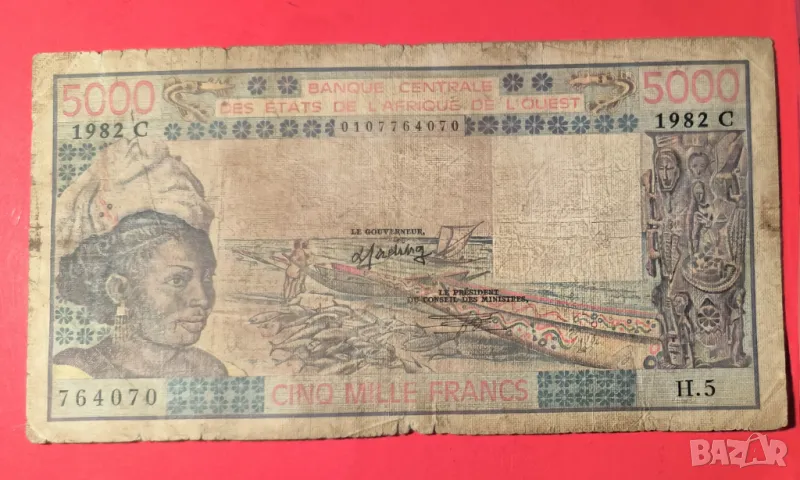 5000 BANQUE CENTRALE 5000
DES ÉTATS DE L'AFRIQUE DE L'OUEST
1982 C 0107764070 1982 C
LE GOUVERNEUR,
LE PRÉSIDENT
DU CONSEIL DES MINISTRES,
764070 CINQ MILLE FRANCS H.5
BAZAR